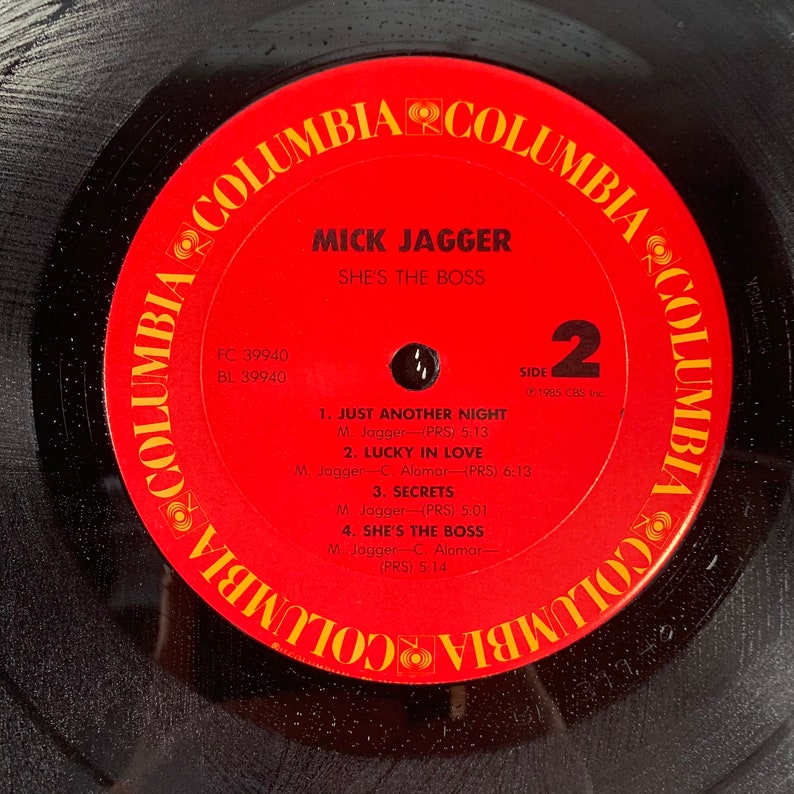 COLUMBIA COLUMBIA COLUMBIA COLUMBIA COLUMBIA COLUMBIA COLUMBIA COLUMBIA
MICK JAGGER
SHE'S THE BOSS
FC 39940
BL 39940
SIDE 2
℗1985 CBS Inc.
1. JUST ANOTHER NIGHT
M. Jagger—(PRS) 5:13
2. LUCKY IN LOVE
M. Jagger—C. Alomar—(PRS) 6:13
3. SECRETS
M. Jagger—(PRS) 5:01
4. SHE'S THE BOSS
M. Jagger—C. Alomar—
(PRS) 5:14